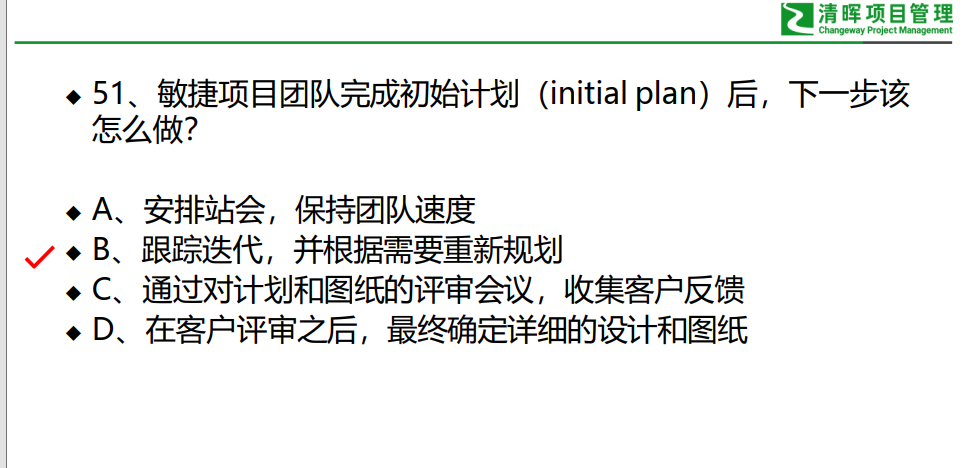 清晖项目管理
Changeway Project Management
◆ 51、敏捷项目团队完成初始计划（initial plan）后，下一步该
怎么做？
◆ A、安排站会，保持团队速度
◆ B、跟踪迭代，并根据需要重新规划
◆ C、通过对计划和图纸的评审会议，收集客户反馈
◆ D、在客户评审之后，最终确定详细的设计和图纸